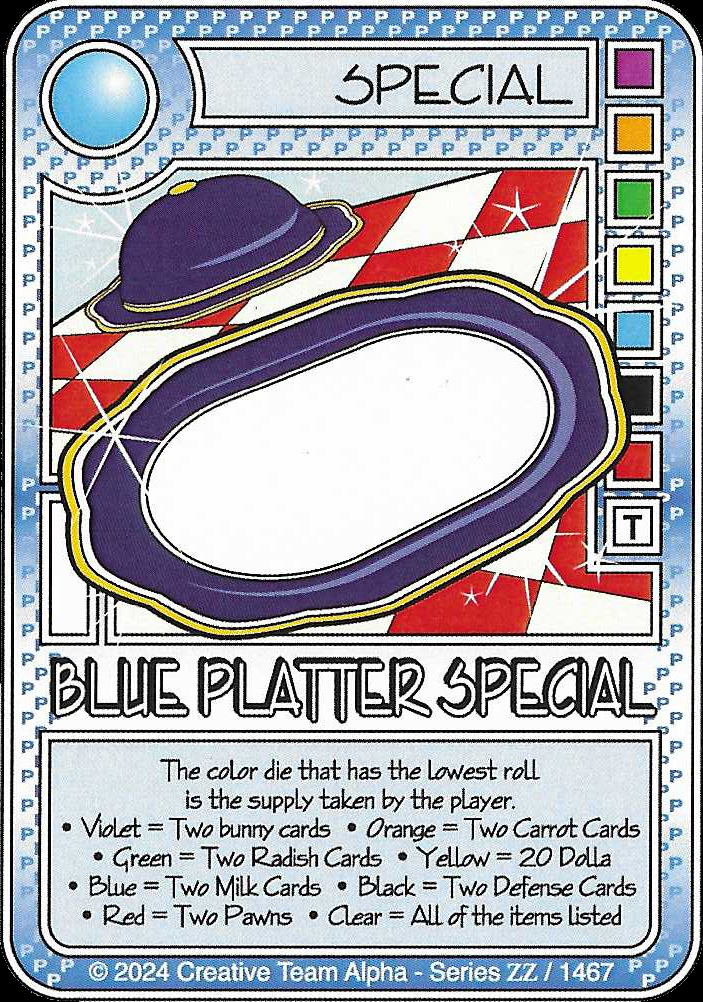 SPECIAL
T
BLUE PLATTER SPECIAL
The color die that has the lowest roll
is the supply taken by the player.
• Violet = Two bunny cards • Orange = Two Carrot Cards
• Green = Two Radish Cards • Yellow = 20 Dolla
• Blue = Two Milk Cards • Black = Two Defense Cards
• Red = Two Pawns • Clear = All of the items listed
© 2024 Creative Team Alpha - Series ZZ / 1467